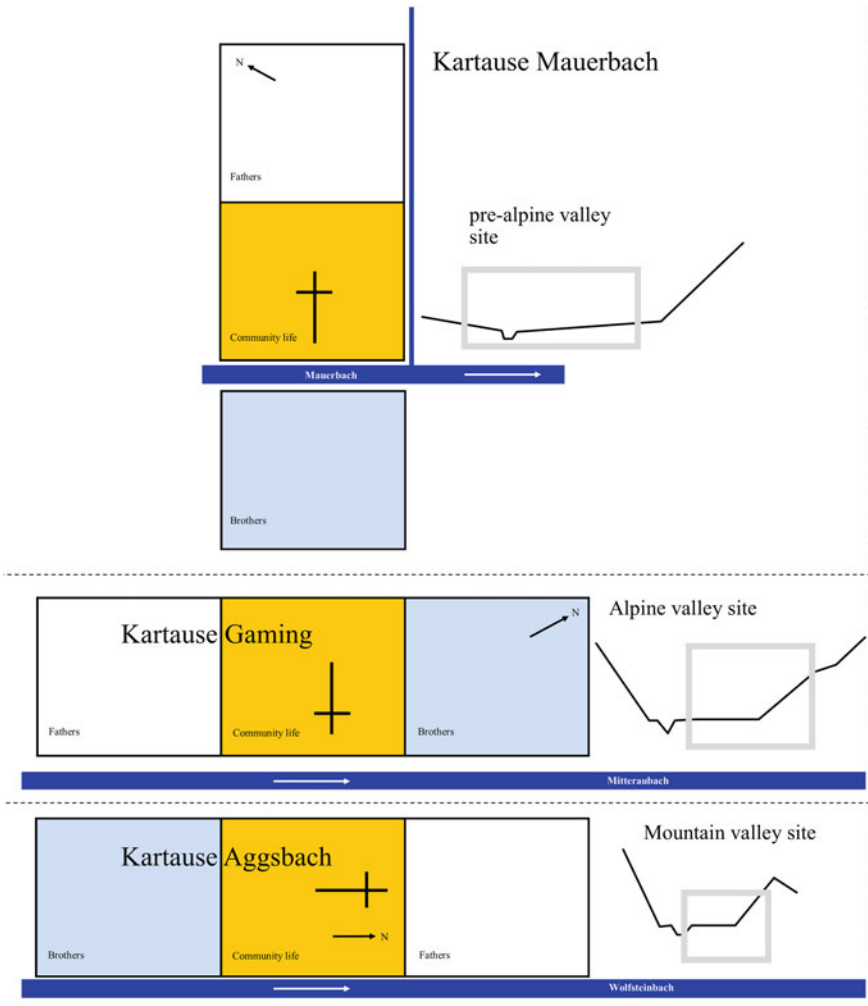 Kartause Mauerbach
N
Fathers
pre-alpine valley
site
Community life
Mauerbach
Brothers
Kartause Gaming
N
Alpine valley site
Fathers
Community life
Brothers
Mitteraubach
Kartause Aggsbach
Mountain valley site
N
Brothers
Community life
Fathers
Wolfsteinbach